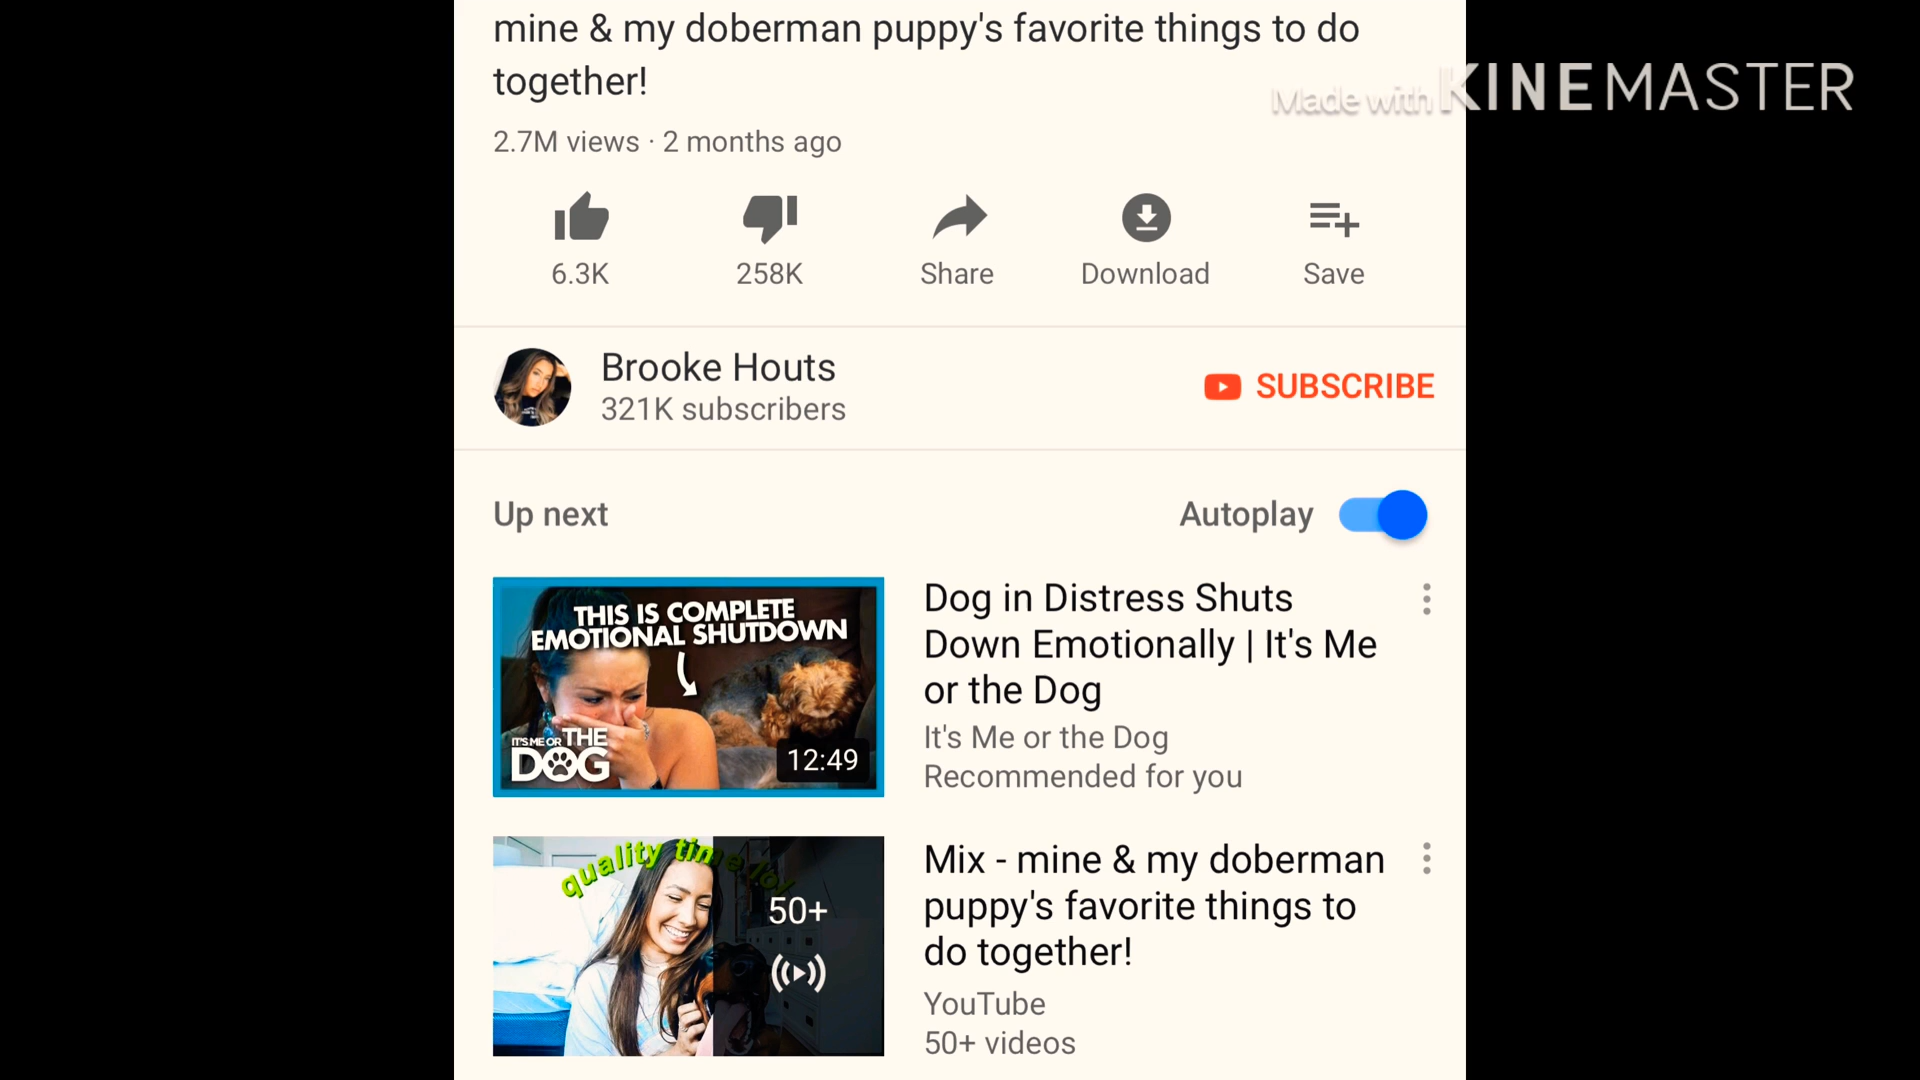 mine & my doberman puppy's favorite things to do
together!
Made with KINEMASTER
2.7M views · 2 months ago
6.3K
258K
Share
Download
Save
Brooke Houts
321K subscribers
SUBSCRIBE
Up next
Autoplay
THIS IS COMPLETE
EMOTIONAL SHUTDOWN
IT'S ME OR THE
DOG
12:49
Dog in Distress Shuts
Down Emotionally | It's Me
or the Dog
It's Me or the Dog
Recommended for you
quality time lol
50+
Mix - mine & my doberman
puppy's favorite things to
do together!
YouTube
50+ videos